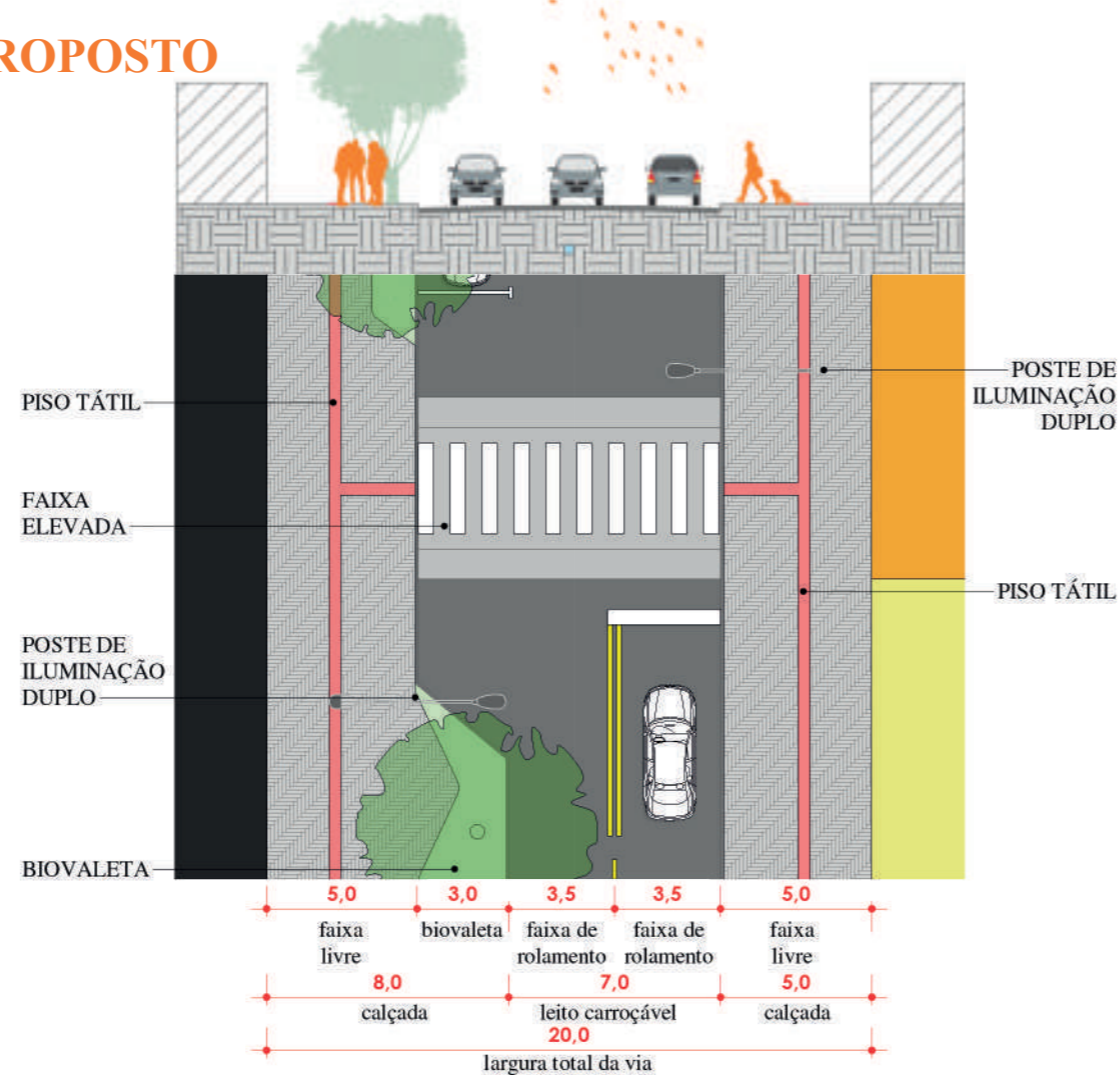 ROPOSTO
PISO TÁTIL
FAIXA
ELEVADA
POSTE DE
ILUMINAÇÃO
DUPLO
BIOVALETA
POSTE DE
ILUMINAÇÃO
DUPLO
PISO TÁTIL
5,0 3,0 3,5 3,5 5,0
faixa biovaleta faixa de faixa de faixa
livre rolamento rolamento livre
8,0 7,0 5,0
calçada leito carroçável calçada
20,0
largura total da via